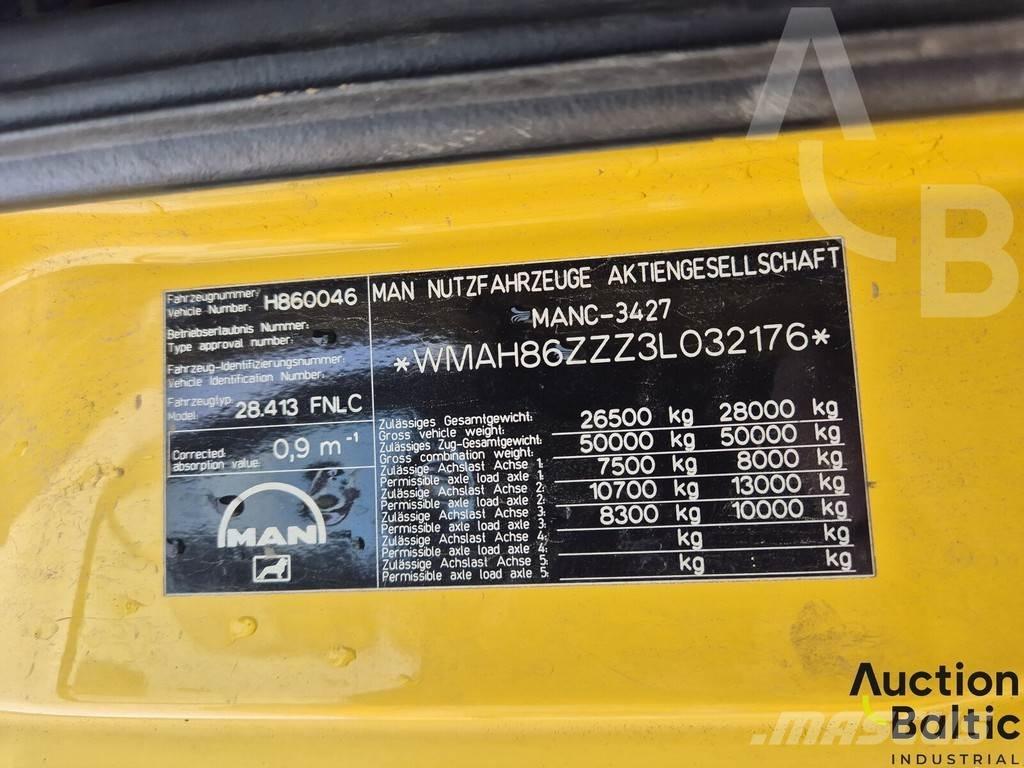 Fahrzeugnummer:
Vehicle Number: H860046
Betriebserlaubnis Nummer:
Type approval number:
Fahrzeug-Identifizierungsnummer:
Vehicle Identification Number:
Fahrzeugtyp:
Model: 28.413 FNLC
Corrected: 0,9 m⁻¹
absorption value:
MAN
MAN NUTZFAHRZEUGE AKTIENGESELLSCHAFT
MANC-3427
*WMAH86ZZZ3L032176*
Zulässiges Gesamtgewicht: 26500 kg 28000 kg
Gross vehicle weight:
Zulässiges Zug-Gesamtgewicht: 50000 kg 50000 kg
Gross combination weight:
Zulässige Achslast Achse 1: 7500 kg 8000 kg
Permissible axle load axle 1:
Zulässige Achslast Achse 2: 10700 kg 13000 kg
Permissible axle load axle 2:
Zulässige Achslast Achse 3: 8300 kg 10000 kg
Permissible axle load axle 3:
Zulässige Achslast Achse 4: kg kg
Permissible axle load axle 4:
Zulässige Achslast Achse 5: kg kg
Permissible axle load axle 5:
AB
Auction
Baltic
INDUSTRIAL
MASCUS